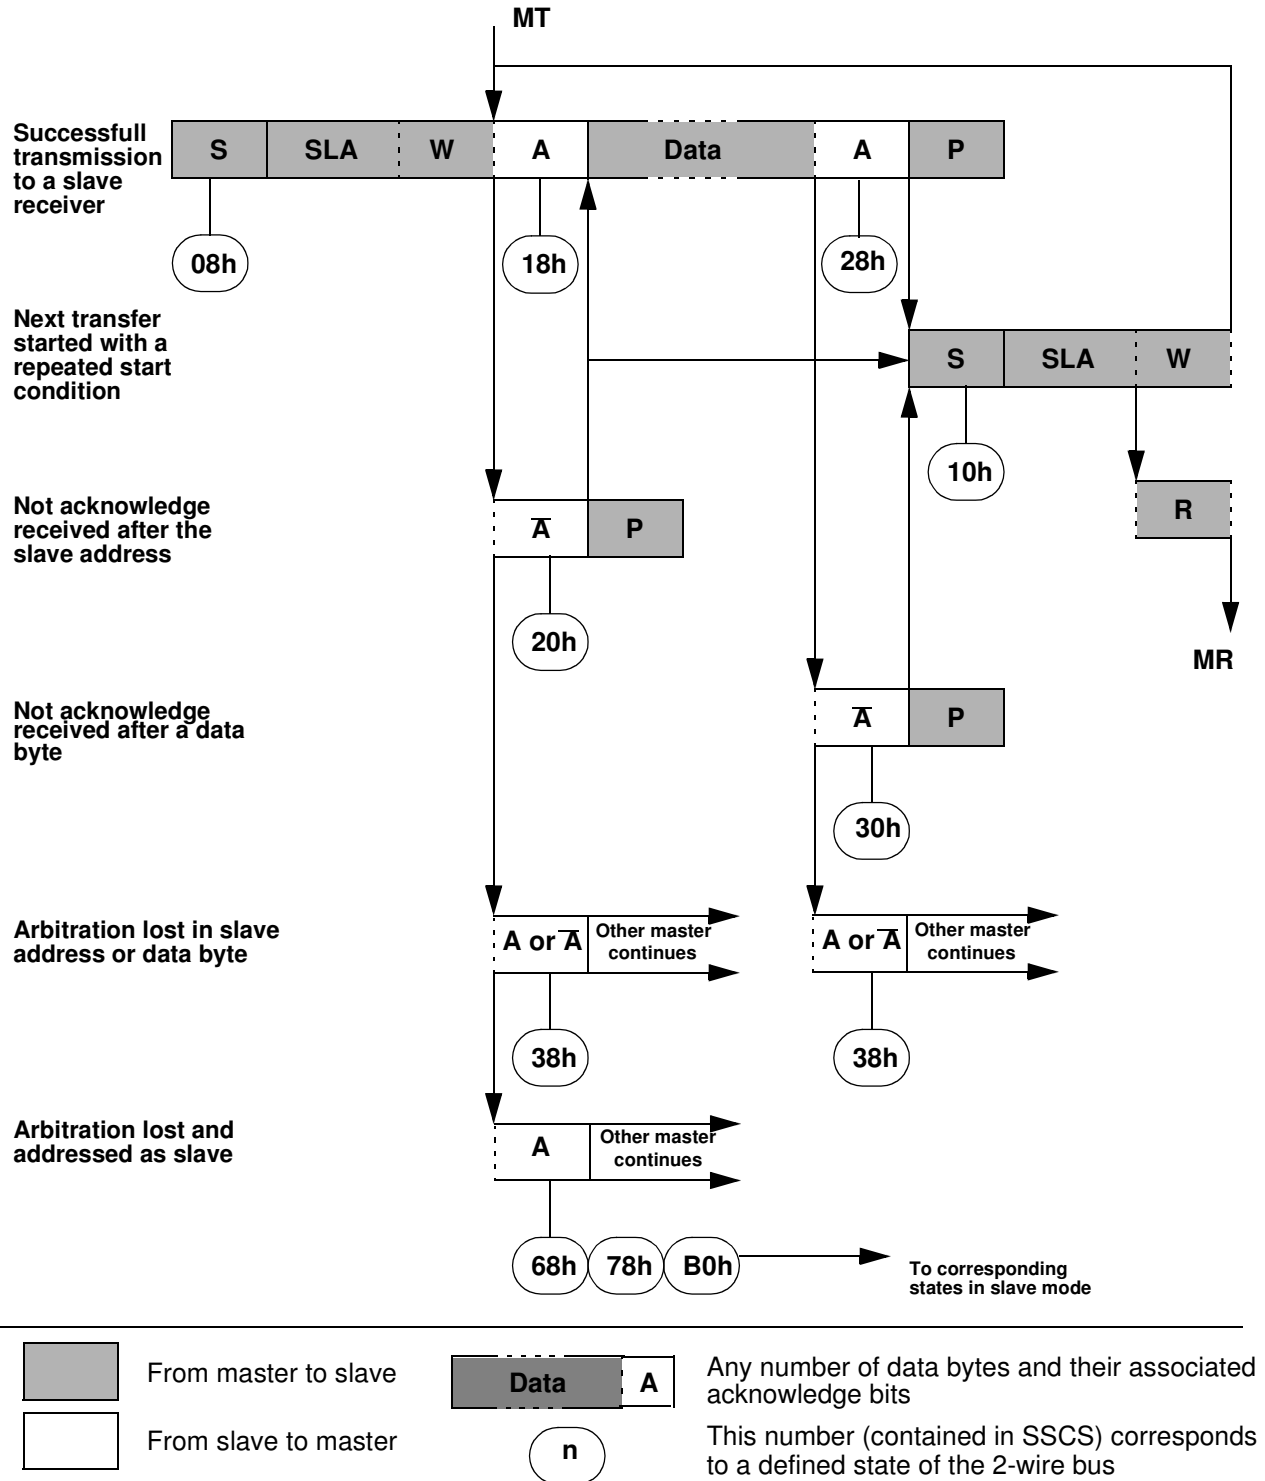 MT
Successfull
transmission
to a slave
receiver
S SLA W A Data A P
08h 18h 28h
Next transfer
started with a
repeated start
condition
S SLA W
10h
Not acknowledge
received after the
slave address
A̅ P
R
20h
MR
Not acknowledge
received after a data
byte
A̅ P
30h
Arbitration lost in slave
address or data byte
A or A̅ Other master
continues
A or A̅ Other master
continues
38h 38h
Arbitration lost and
addressed as slave
A Other master
continues
68h 78h B0h
To corresponding
states in slave mode
From master to slave
Data A
Any number of data bytes and their associated
acknowledge bits
From slave to master
n
This number (contained in SSCS) corresponds
to a defined state of the 2-wire bus